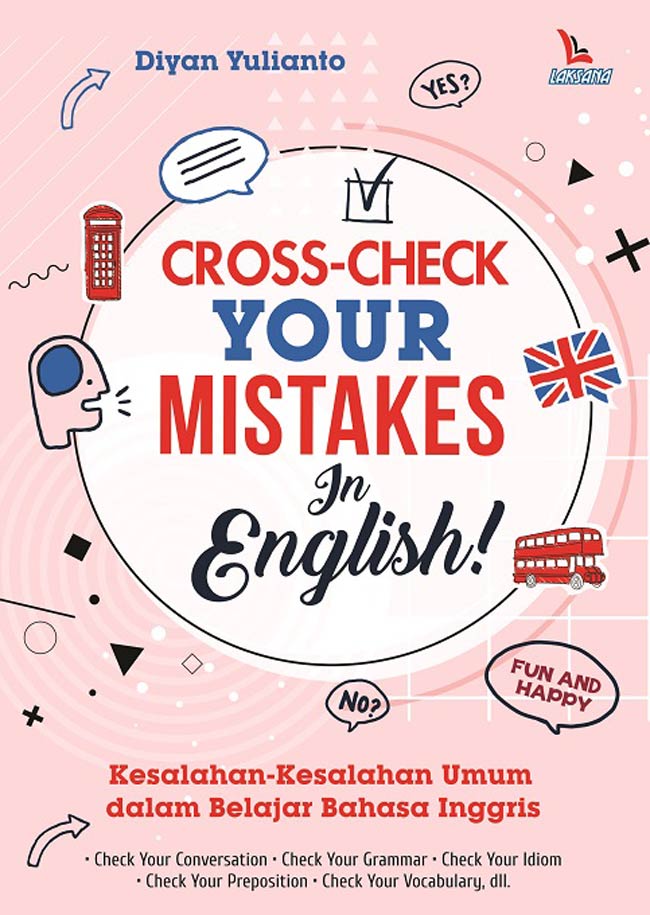 Diyan Yulianto
YES?
LAKSANA
CROSS-CHECK
YOUR
MISTAKES
In
English!
FUN AND
HAPPY
NO?
Kesalahan-Kesalahan Umum
dalam Belajar Bahasa Inggris
• Check Your Conversation • Check Your Grammar • Check Your Idiom
• Check Your Preposition • Check Your Vocabulary, dll.